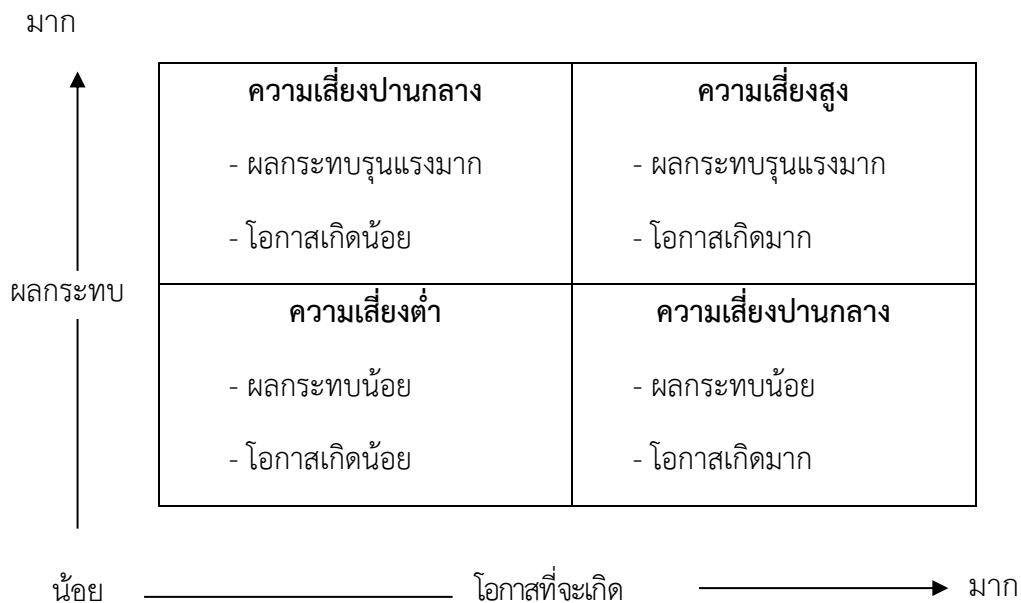 มาก
ความเสี่ยงปานกลาง
- ผลกระทบรุนแรงมาก
- โอกาสเกิดน้อย
ความเสี่ยงสูง
- ผลกระทบรุนแรงมาก
- โอกาสเกิดมาก
ผลกระทบ
ความเสี่ยงต่ำ
- ผลกระทบน้อย
- โอกาสเกิดน้อย
ความเสี่ยงปานกลาง
- ผลกระทบน้อย
- โอกาสเกิดมาก
น้อย โอกาสที่จะเกิด มาก